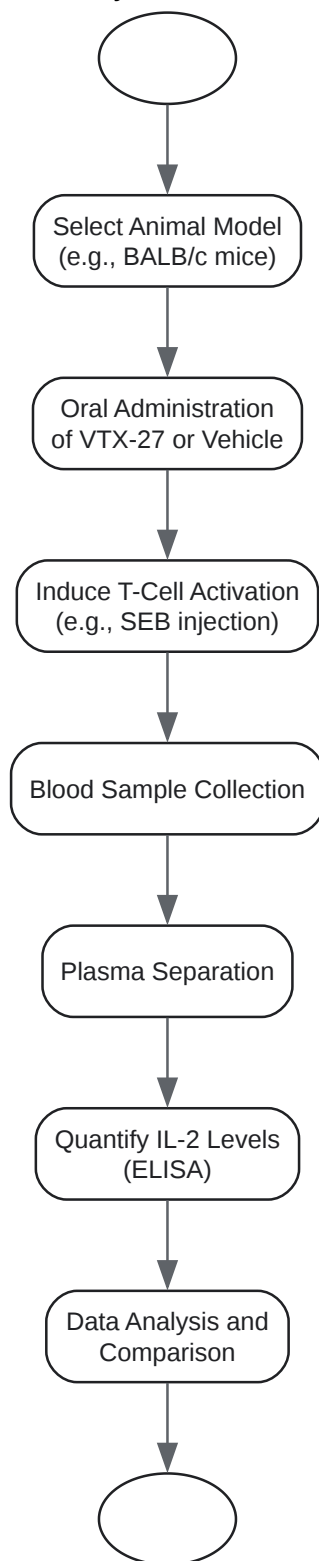 Select Animal Model
(e.g., BALB/c mice)
Oral Administration
of VTX-27 or Vehicle
Induce T-Cell Activation
(e.g., SEB injection)
Blood Sample Collection
Plasma Separation
Quantify IL-2 Levels
(ELISA)
Data Analysis and
Comparison